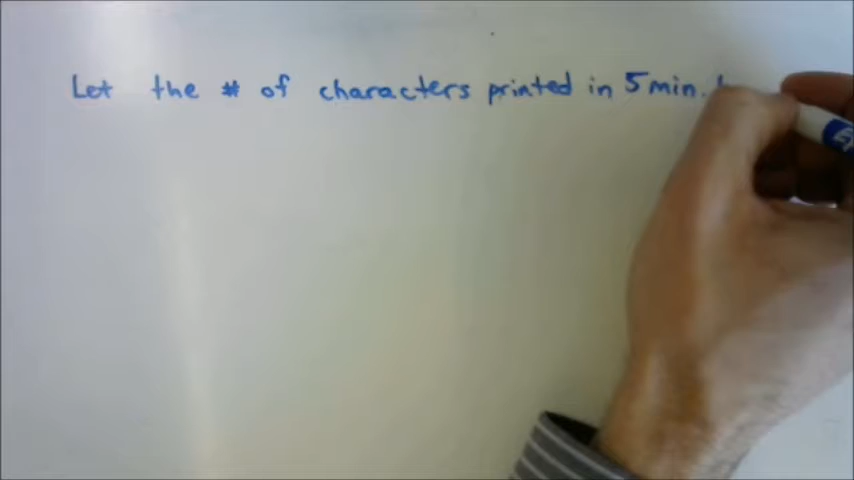 Let the # of characters printed in 5 min.